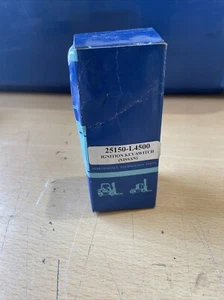 25150-L4500
IGNITION KEY SWITCH
(NISSAN)